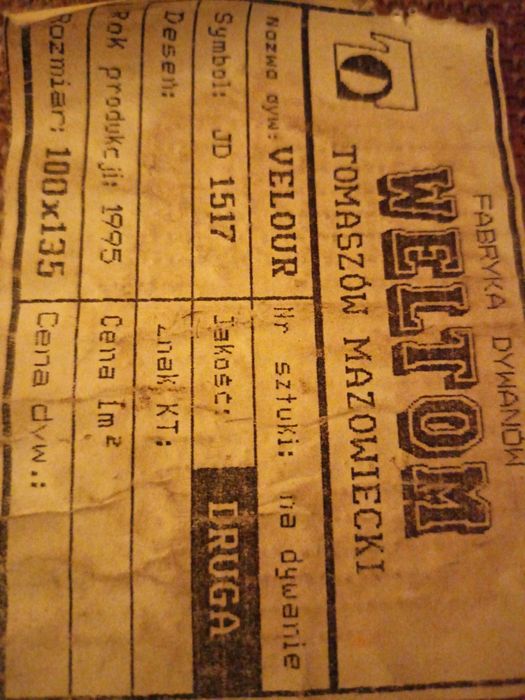 FABRYKA DYWANÓW
WELTOM
TOMASZÓW MAZOWIECKI
Nazwa dyw: VELOUR Nr sztuki: na dywanie
Symbol: JD 1517 Jakość: DRUGA
Deseń: Znak KT:
Rok produkcji: 1995 Cena 1m²
Rozmiar: 100x135 Cena dyw.: